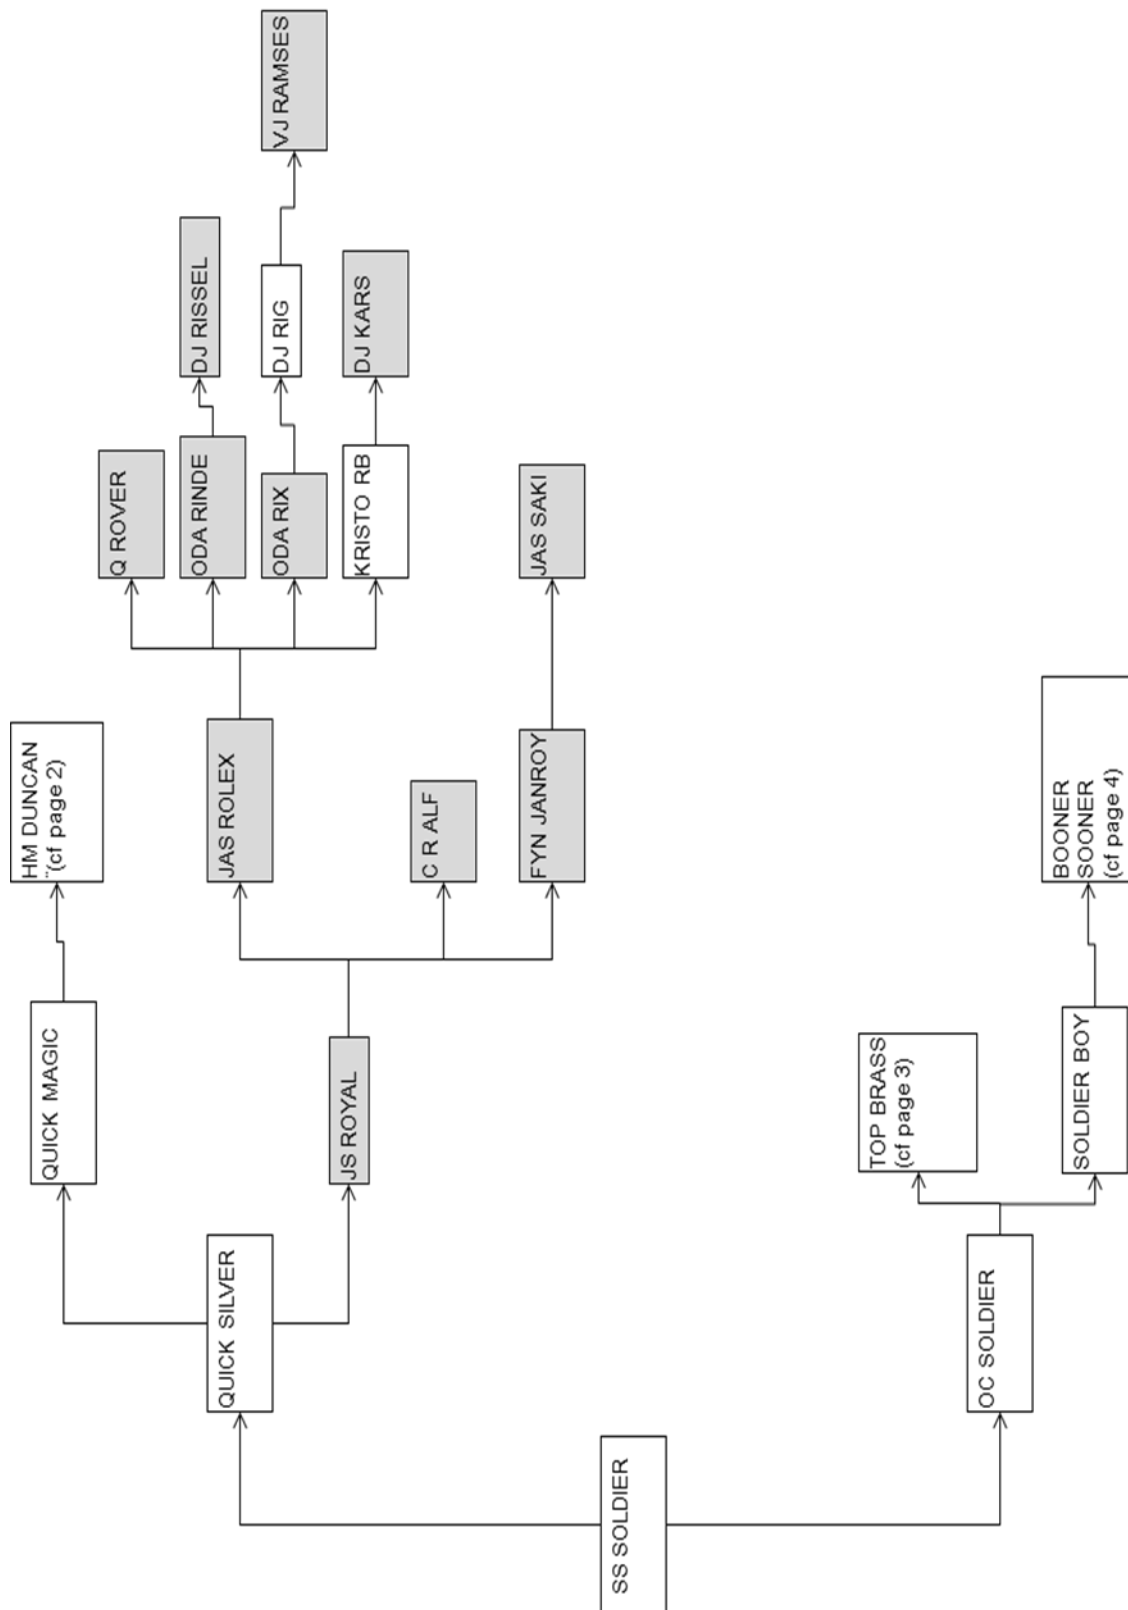 SS SOLDIER
QUICK SILVER
OC SOLDIER
QUICK MAGIC
JS ROYAL
TOP BRASS
(cf page 3)
SOLDIER BOY
HM DUNCAN
¨(cf page 2)
JAS ROLEX
C R ALF
FYN JANROY
BOONER
SOONER
(cf page 4)
Q ROVER
ODA RINDE
ODA RIX
KRISTO RB
JAS SAKI
DJ RISSEL
DJ RIG
DJ KARS
VJ RAMSES